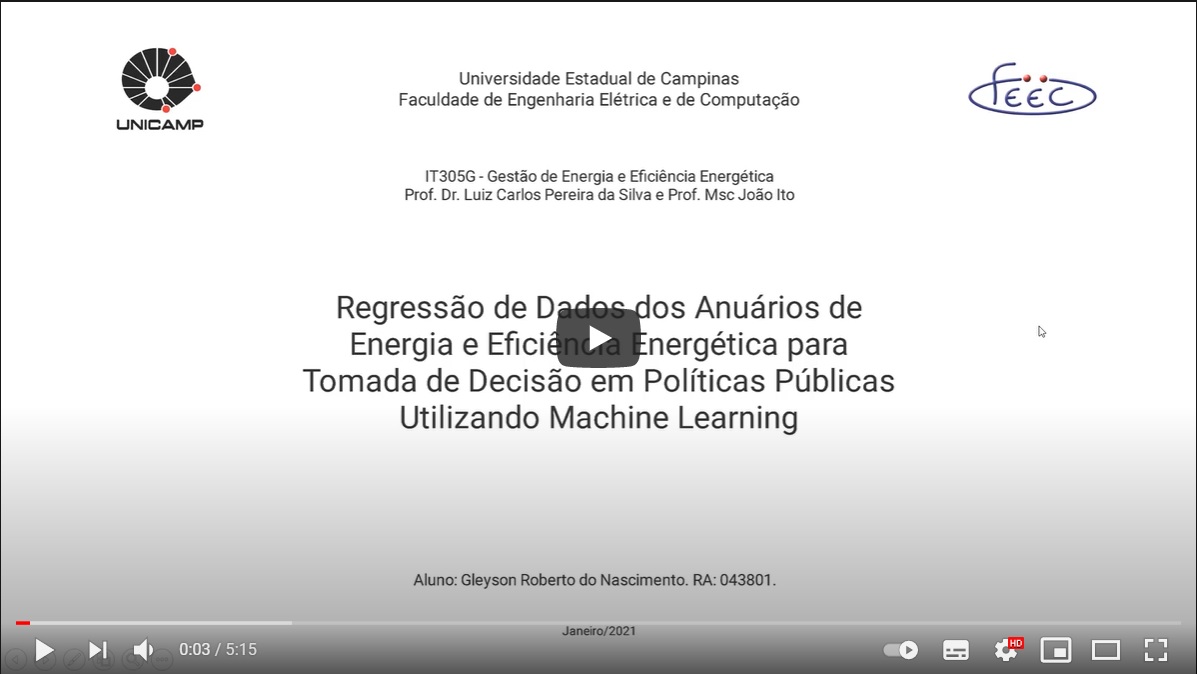 UNICAMP
Universidade Estadual de Campinas
Faculdade de Engenharia Elétrica e de Computação
FEEC
IT305G - Gestão de Energia e Eficiência Energética
Prof. Dr. Luiz Carlos Pereira da Silva e Prof. Msc João Ito
Regressão de Dados dos Anuários de
Energia e Eficiência Energética para
Tomada de Decisão em Políticas Públicas
Utilizando Machine Learning
Aluno: Gleyson Roberto do Nascimento. RA: 043801.
Janeiro/2021
0:03 / 5:15
HD